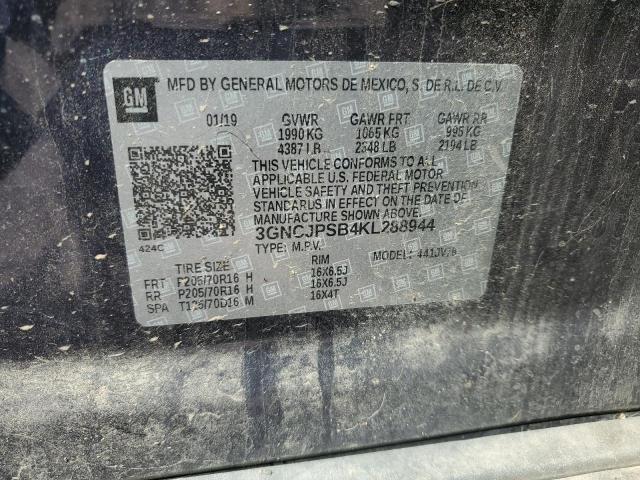 GM MFD BY GENERAL MOTORS DE MEXICO, S. DE R.L. DE C.V.
01/19 GVWR GAWR FRT GAWR RR
1990 KG 1065 KG 995 KG
4387 LB 2348 LB 2194 LB
THIS VEHICLE CONFORMS TO ALL
APPLICABLE U.S. FEDERAL MOTOR
VEHICLE SAFETY AND THEFT PREVENTION
STANDARDS IN EFFECT ON THE DATE OF
MANUFACTURE SHOWN ABOVE.
3GNCJPSB4KL288944
424C TYPE: M.P.V. MODEL:
TIRE SIZE RIM
FRT P205/70R16 H 16X6.5J
RR P205/70R16 H 16X6.5J
SPA T125/70D16 M 16X4T